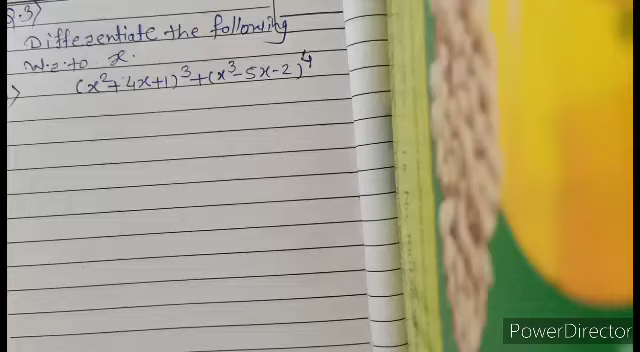 Q.3)
Differentiate the following
w.r.to x.
(x²+4x+1)³+(x³-5x-2)⁴
PowerDirector